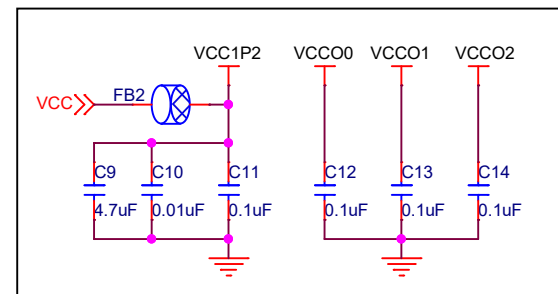 VCC1P2 VCCO0 VCCO1 VCCO2
VCC FB2
C9 C10 C11 C12 C13 C14
4.7uF 0.01uF 0.1uF 0.1uF 0.1uF 0.1uF